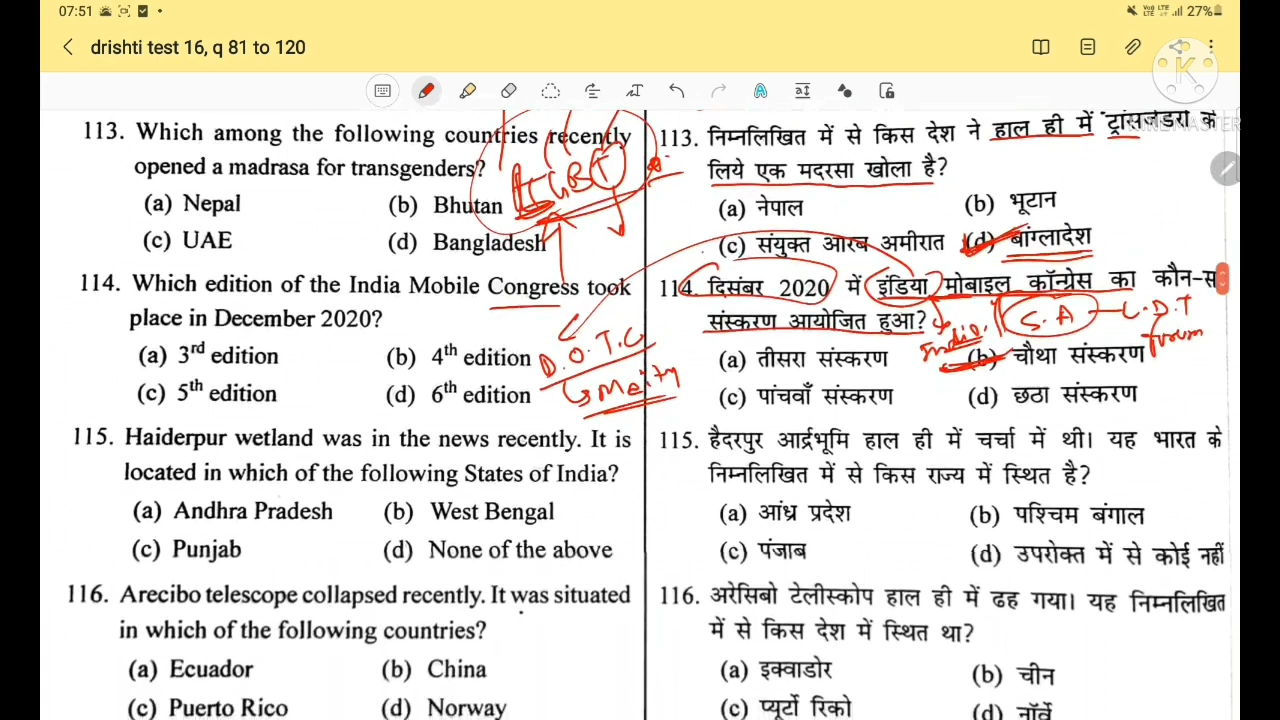 07:51
27%
drishti test 16, q 81 to 120
KINEMASTER
113. Which among the following countries recently
opened a madrasa for transgenders?
(a) Nepal (b) Bhutan
(c) UAE (d) Bangladesh
114. Which edition of the India Mobile Congress took
place in December 2020?
(a) 3rd edition (b) 4th edition
(c) 5th edition (d) 6th edition
D.O.T.
Meity
115. Haiderpur wetland was in the news recently. It is
located in which of the following States of India?
(a) Andhra Pradesh (b) West Bengal
(c) Punjab (d) None of the above
116. Arecibo telescope collapsed recently. It was situated
in which of the following countries?
(a) Ecuador (b) China
(c) Puerto Rico (d) Norway
113. निम्नलिखित में से किस देश ने हाल ही में ट्रांसजेंडरों के
लिये एक मदरसा खोला है?
(a) नेपाल (b) भूटान
(c) संयुक्त अरब अमीरात (d) बांग्लादेश
114. दिसंबर 2020 में इंडिया मोबाइल कॉन्ग्रेस का कौन-स
संस्करण आयोजित हुआ?
S.A
(a) तीसरा संस्करण (b) चौथा संस्करण
(c) पांचवाँ संस्करण (d) छठा संस्करण
115. हैदरपुर आर्द्रभूमि हाल ही में चर्चा में थी। यह भारत के
निम्नलिखित में से किस राज्य में स्थित है?
(a) आंध्र प्रदेश (b) पश्चिम बंगाल
(c) पंजाब (d) उपरोक्त में से कोई नहीं
116. अरेसिबो टेलीस्कोप हाल ही में ढह गया। यह निम्नलिखित
में से किस देश में स्थित था?
(a) इक्वाडोर (b) चीन
(c) प्यूर्टो रिको (d) नॉर्वे